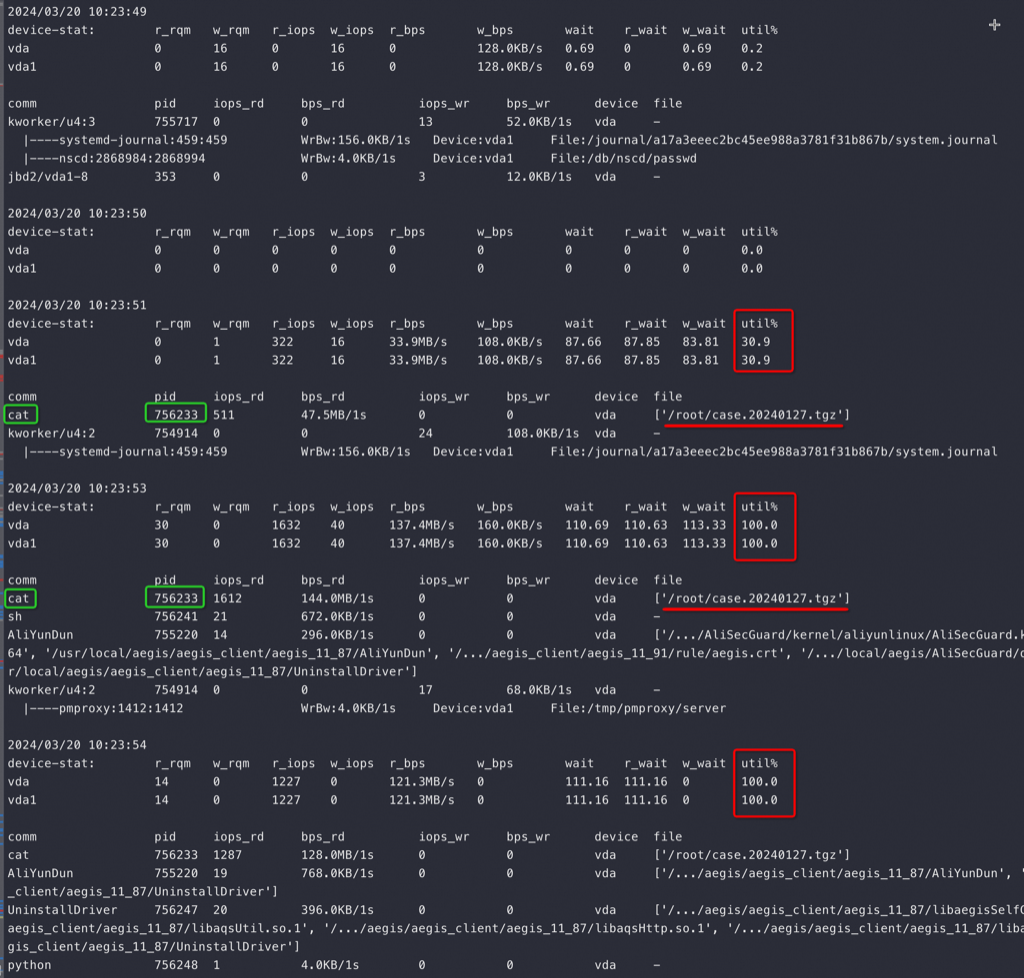 2024/03/20 10:23:49
device-stat: r_rqm w_rqm r_iops w_iops r_bps w_bps wait r_wait w_wait util%
vda 0 16 0 16 0 128.0KB/s 0.69 0 0.69 0.2
vda1 0 16 0 16 0 128.0KB/s 0.69 0 0.69 0.2
comm pid iops_rd bps_rd iops_wr bps_wr device file
kworker/u4:3 755717 0 0 13 52.0KB/1s vda –
|----systemd-journal:459:459 WrBw:156.0KB/1s Device:vda1 File:/journal/a17a3eeec2bc45ee988a3781f31b867b/system.journal
|----nscd:2868984:2868994 WrBw:4.0KB/1s Device:vda1 File:/db/nscd/passwd
jbd2/vda1-8 353 0 0 3 12.0KB/1s vda –
2024/03/20 10:23:50
device-stat: r_rqm w_rqm r_iops w_iops r_bps w_bps wait r_wait w_wait util%
vda 0 0 0 0 0 0 0 0 0 0.0
vda1 0 0 0 0 0 0 0 0 0 0.0
2024/03/20 10:23:51
device-stat: r_rqm w_rqm r_iops w_iops r_bps w_bps wait r_wait w_wait util%
vda 0 1 322 16 33.9MB/s 108.0KB/s 87.66 87.85 83.81 30.9
vda1 0 1 322 16 33.9MB/s 108.0KB/s 87.66 87.85 83.81 30.9
comm pid iops_rd bps_rd iops_wr bps_wr device file
cat 756233 511 47.5MB/1s 0 0 vda ['/root/case.20240127.tgz']
kworker/u4:2 754914 0 0 24 108.0KB/1s vda –
|----systemd-journal:459:459 WrBw:156.0KB/1s Device:vda1 File:/journal/a17a3eeec2bc45ee988a3781f31b867b/system.journal
2024/03/20 10:23:53
device-stat: r_rqm w_rqm r_iops w_iops r_bps w_bps wait r_wait w_wait util%
vda 30 0 1632 40 137.4MB/s 160.0KB/s 110.69 110.63 113.33 100.0
vda1 30 0 1632 40 137.4MB/s 160.0KB/s 110.69 110.63 113.33 100.0
comm pid iops_rd bps_rd iops_wr bps_wr device file
cat 756233 1612 144.0MB/1s 0 0 vda ['/root/case.20240127.tgz']
sh 756241 21 672.0KB/1s 0 0 vda –
AliYunDun 755220 14 296.0KB/1s 0 0 vda ['/.../AliSecGuard/kernel/aliyunlinux/AliSecGuard.k
64', '/usr/local/aegis/aegis_client/aegis_11_87/AliYunDun', '/.../aegis_client/aegis_11_91/rule/aegis.crt', '/.../local/aegis/AliSecGuard/
r/local/aegis/aegis_client/aegis_11_87/UninstallDriver']
kworker/u4:2 754914 0 0 17 68.0KB/1s vda –
|----pmproxy:1412:1412 WrBw:4.0KB/1s Device:vda1 File:/tmp/pmproxy/server
2024/03/20 10:23:54
device-stat: r_rqm w_rqm r_iops w_iops r_bps w_bps wait r_wait w_wait util%
vda 14 0 1227 0 121.3MB/s 0 111.16 111.16 0 100.0
vda1 14 0 1227 0 121.3MB/s 0 111.16 111.16 0 100.0
comm pid iops_rd bps_rd iops_wr bps_wr device file
cat 756233 1287 128.0MB/1s 0 0 vda ['/root/case.20240127.tgz']
AliYunDun 755220 19 768.0KB/1s 0 0 vda ['/.../aegis/aegis_client/aegis_11_87/AliYunDun', '
_client/aegis_11_87/UninstallDriver']
UninstallDriver 756247 20 396.0KB/1s 0 0 vda ['/.../aegis/aegis_client/aegis_11_87/libaegisSelf
aegis_client/aegis_11_87/libaqsUtil.so.1', '/.../aegis/aegis_client/aegis_11_87/libaqsHttp.so.1', '/.../aegis/aegis_client/aegis_11_87/liba
gis_client/aegis_11_87/UninstallDriver']
python 756248 1 4.0KB/1s 0 0 vda –